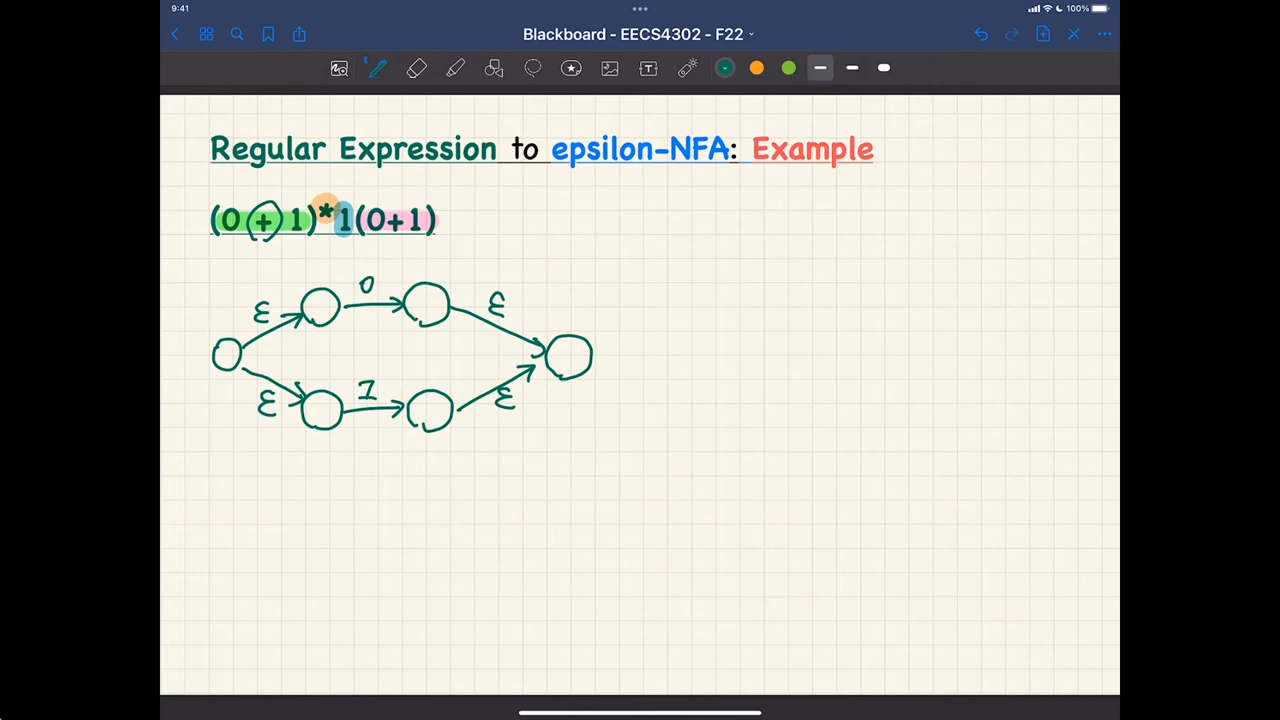 9:41
100%
Blackboard - EECS4302 - F22
Regular Expression to epsilon-NFA: Example
(0 + 1)*1(0+1)
ε 0 ε
ε 1 ε